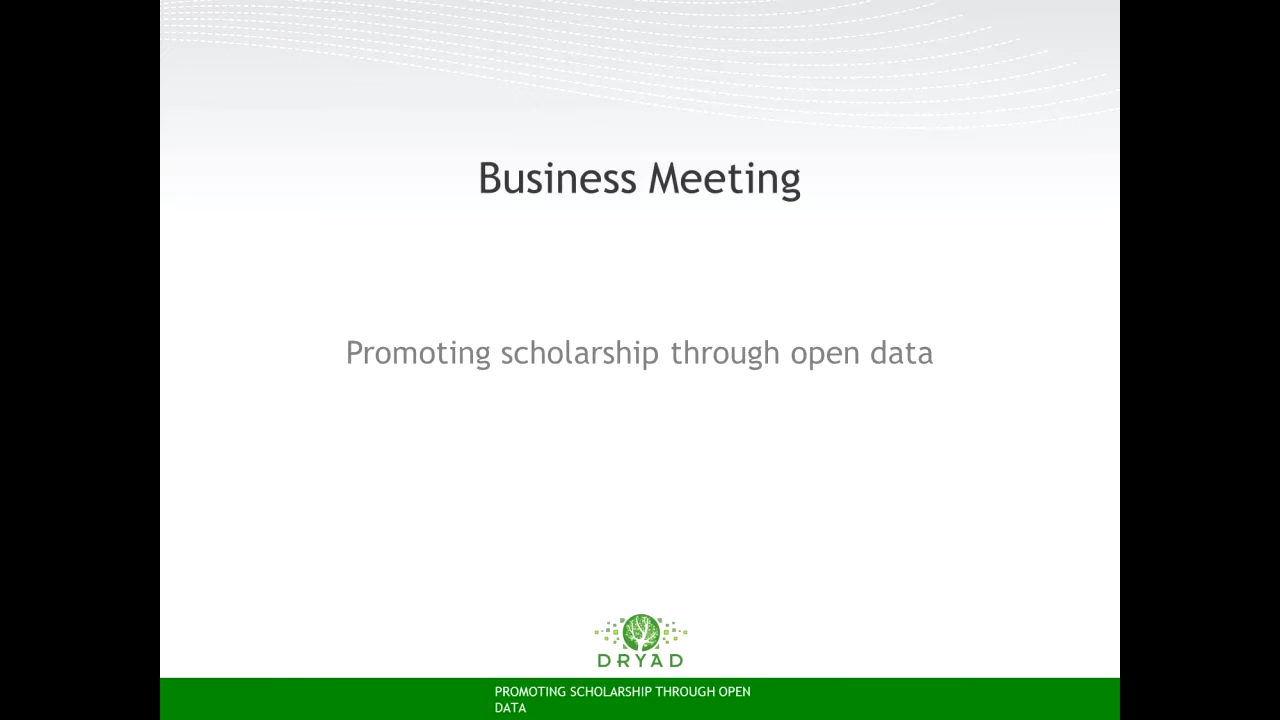 Business Meeting
Promoting scholarship through open data
DRYAD
PROMOTING SCHOLARSHIP THROUGH OPEN
DATA